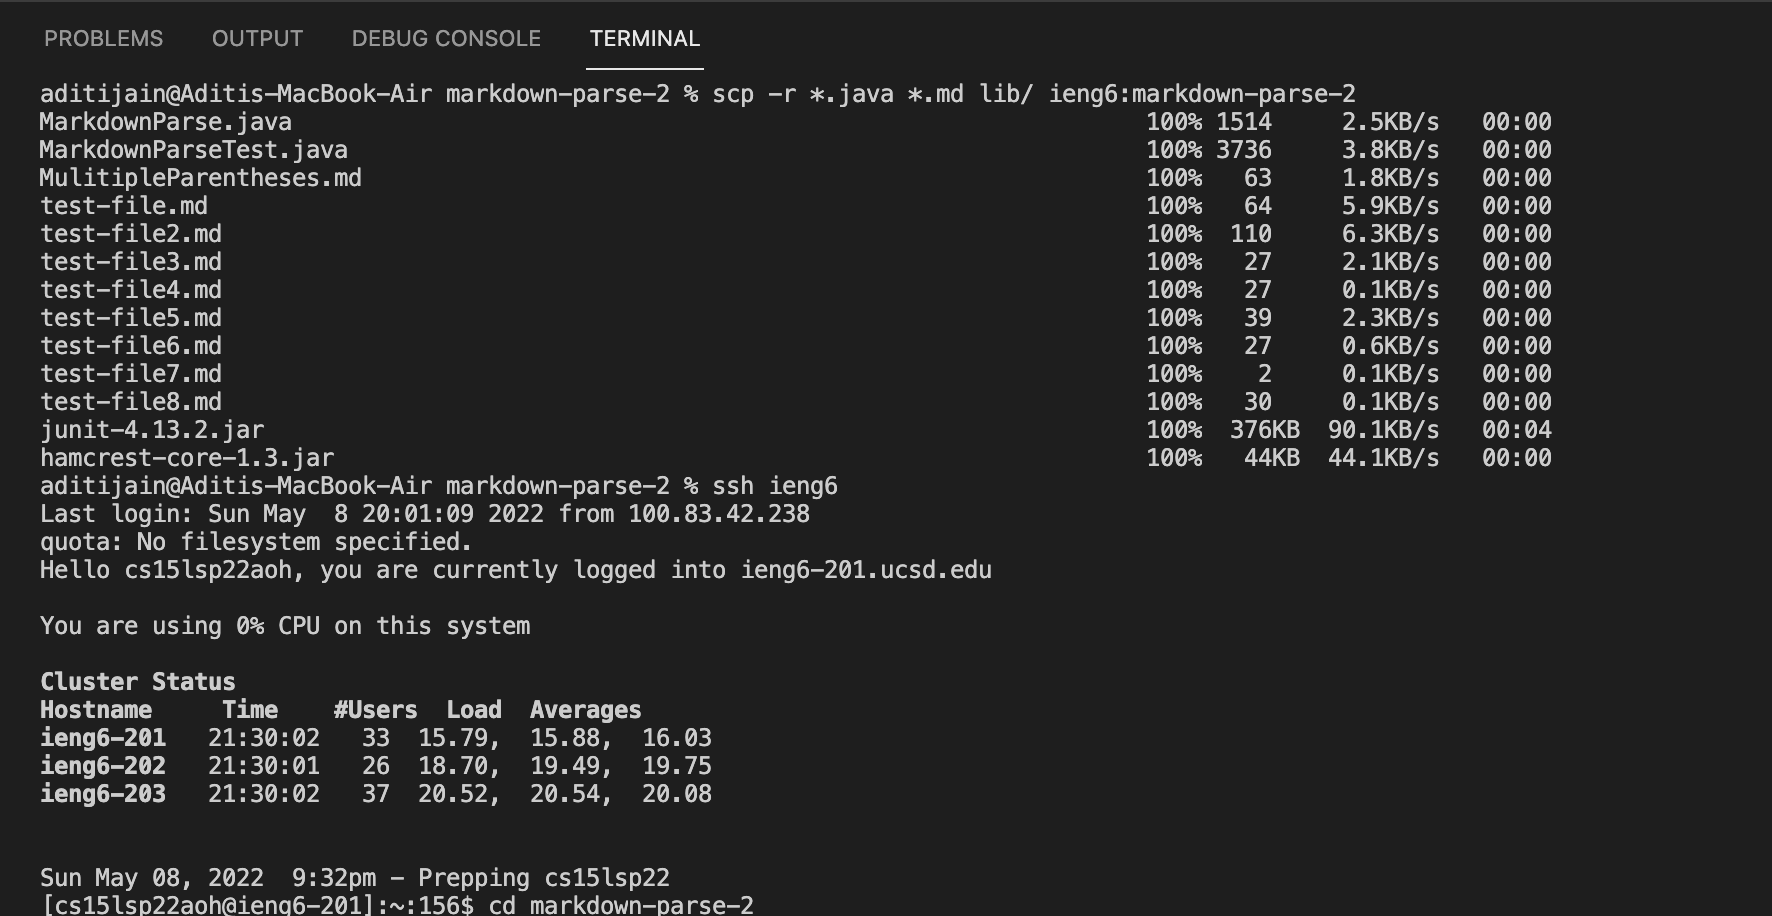 PROBLEMS OUTPUT DEBUG CONSOLE TERMINAL
aditijain@Aditis-MacBook-Air markdown-parse-2 % scp -r *.java *.md lib/ ieng6:markdown-parse-2
MarkdownParse.java 100% 1514 2.5KB/s 00:00
MarkdownParseTest.java 100% 3736 3.8KB/s 00:00
MulitipleParentheses.md 100% 63 1.8KB/s 00:00
test-file.md 100% 64 5.9KB/s 00:00
test-file2.md 100% 110 6.3KB/s 00:00
test-file3.md 100% 27 2.1KB/s 00:00
test-file4.md 100% 27 0.1KB/s 00:00
test-file5.md 100% 39 2.3KB/s 00:00
test-file6.md 100% 27 0.6KB/s 00:00
test-file7.md 100% 2 0.1KB/s 00:00
test-file8.md 100% 30 0.1KB/s 00:00
junit-4.13.2.jar 100% 376KB 90.1KB/s 00:04
hamcrest-core-1.3.jar 100% 44KB 44.1KB/s 00:00
aditijain@Aditis-MacBook-Air markdown-parse-2 % ssh ieng6
Last login: Sun May  8 20:01:09 2022 from 100.83.42.238
quota: No filesystem specified.
Hello cs15lsp22aoh, you are currently logged into ieng6-201.ucsd.edu
You are using 0% CPU on this system
Cluster Status
Hostname Time #Users Load Averages
ieng6-201 21:30:02 33 15.79, 15.88, 16.03
ieng6-202 21:30:01 26 18.70, 19.49, 19.75
ieng6-203 21:30:02 37 20.52, 20.54, 20.08
Sun May 08, 2022  9:32pm - Prepping cs15lsp22
[cs15lsp22aoh@ieng6-201]:~:156$ cd markdown-parse-2